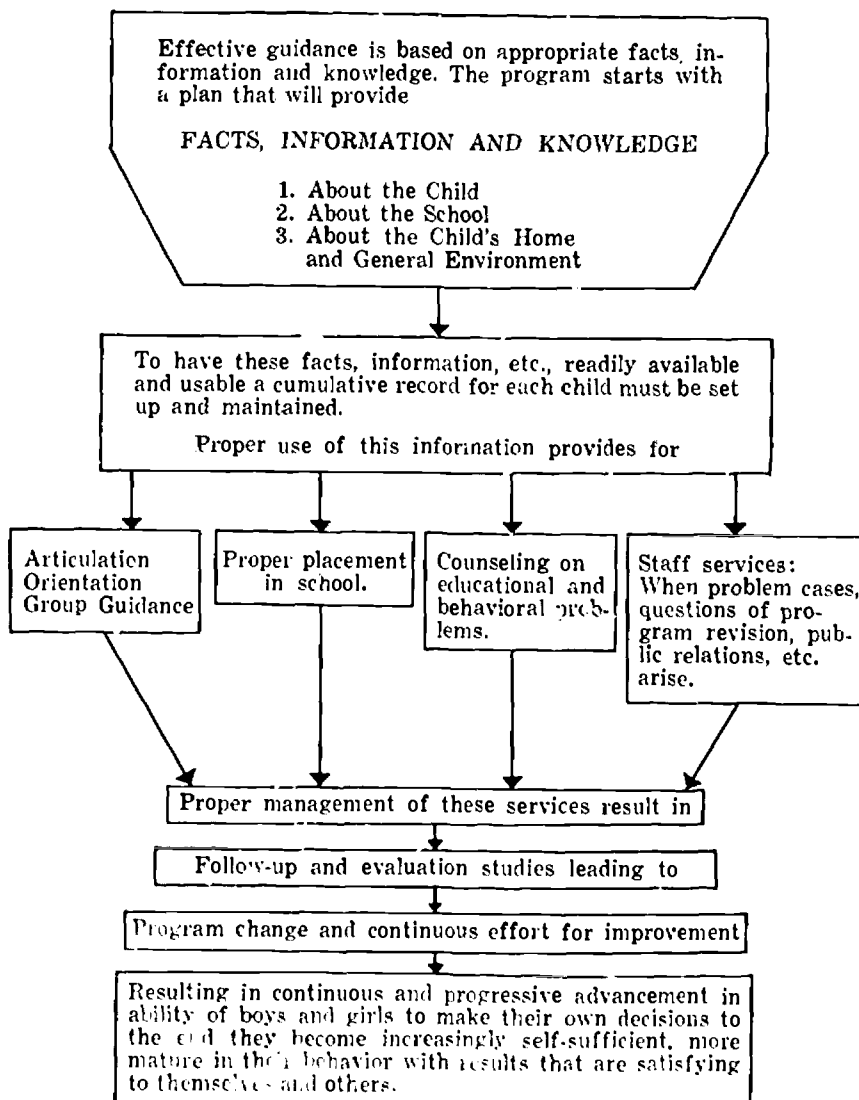 Effective guidance is based on appropriate facts, in-
formation and knowledge. The program starts with
a plan that will provide
FACTS, INFORMATION AND KNOWLEDGE
1. About the Child
2. About the School
3. About the Child's Home
and General Environment
To have these facts, information, etc., readily available
and usable a cumulative record for each child must be set
up and maintained.
Proper use of this information provides for
Articulation
Orientation
Group Guidance
Proper placement
in school.
Counseling on
educational and
behavioral prob-
lems.
Staff services:
When problem cases,
questions of pro-
gram revision, pub-
lic relations, etc.
arise.
Proper management of these services result in
Follow-up and evaluation studies leading to
Program change and continuous effort for improvement
Resulting in continuous and progressive advancement in
ability of boys and girls to make their own decisions to
the end they become increasingly self-sufficient, more
mature in their behavior with results that are satisfying
to themselves and others.